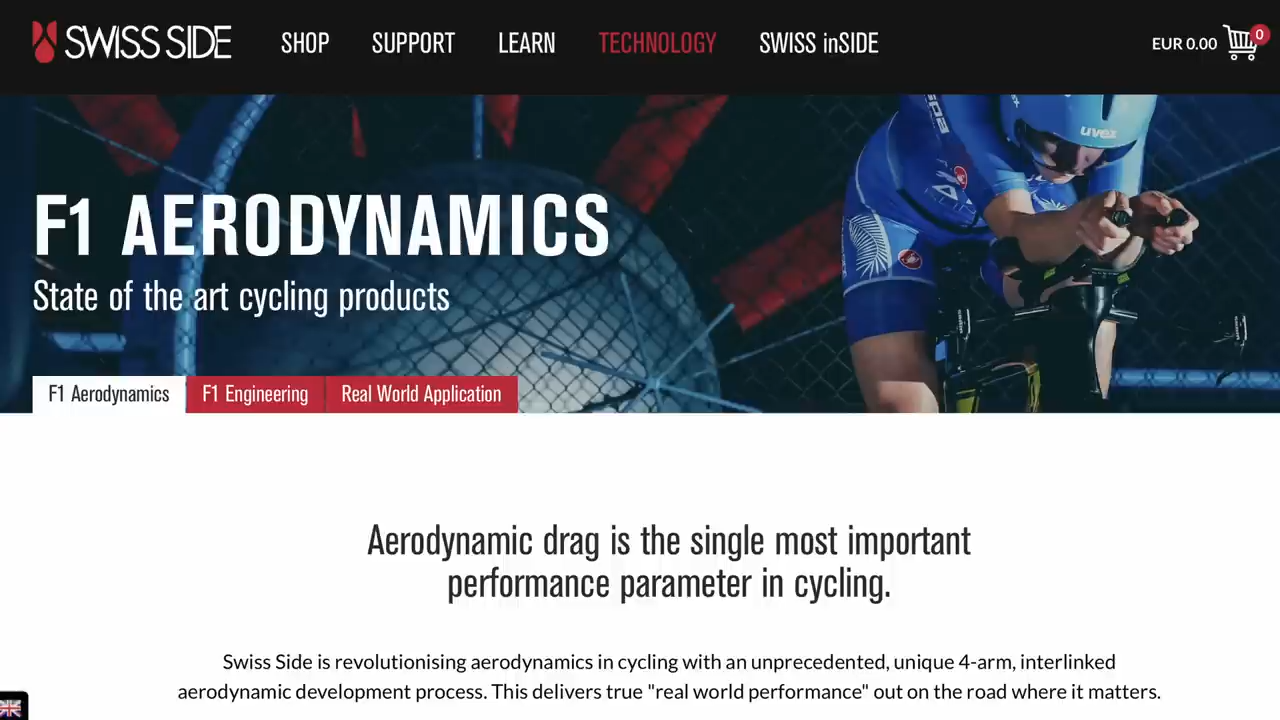 SWISS SIDE
SHOP
SUPPORT
LEARN
TECHNOLOGY
SWISS inSIDE
EUR 0.00
0
uvez
F1 AERODYNAMICS
State of the art cycling products
F1 Aerodynamics
F1 Engineering
Real World Application
Aerodynamic drag is the single most important
performance parameter in cycling.
Swiss Side is revolutionising aerodynamics in cycling with an unprecedented, unique 4-arm, interlinked
aerodynamic development process. This delivers true "real world performance" out on the road where it matters.